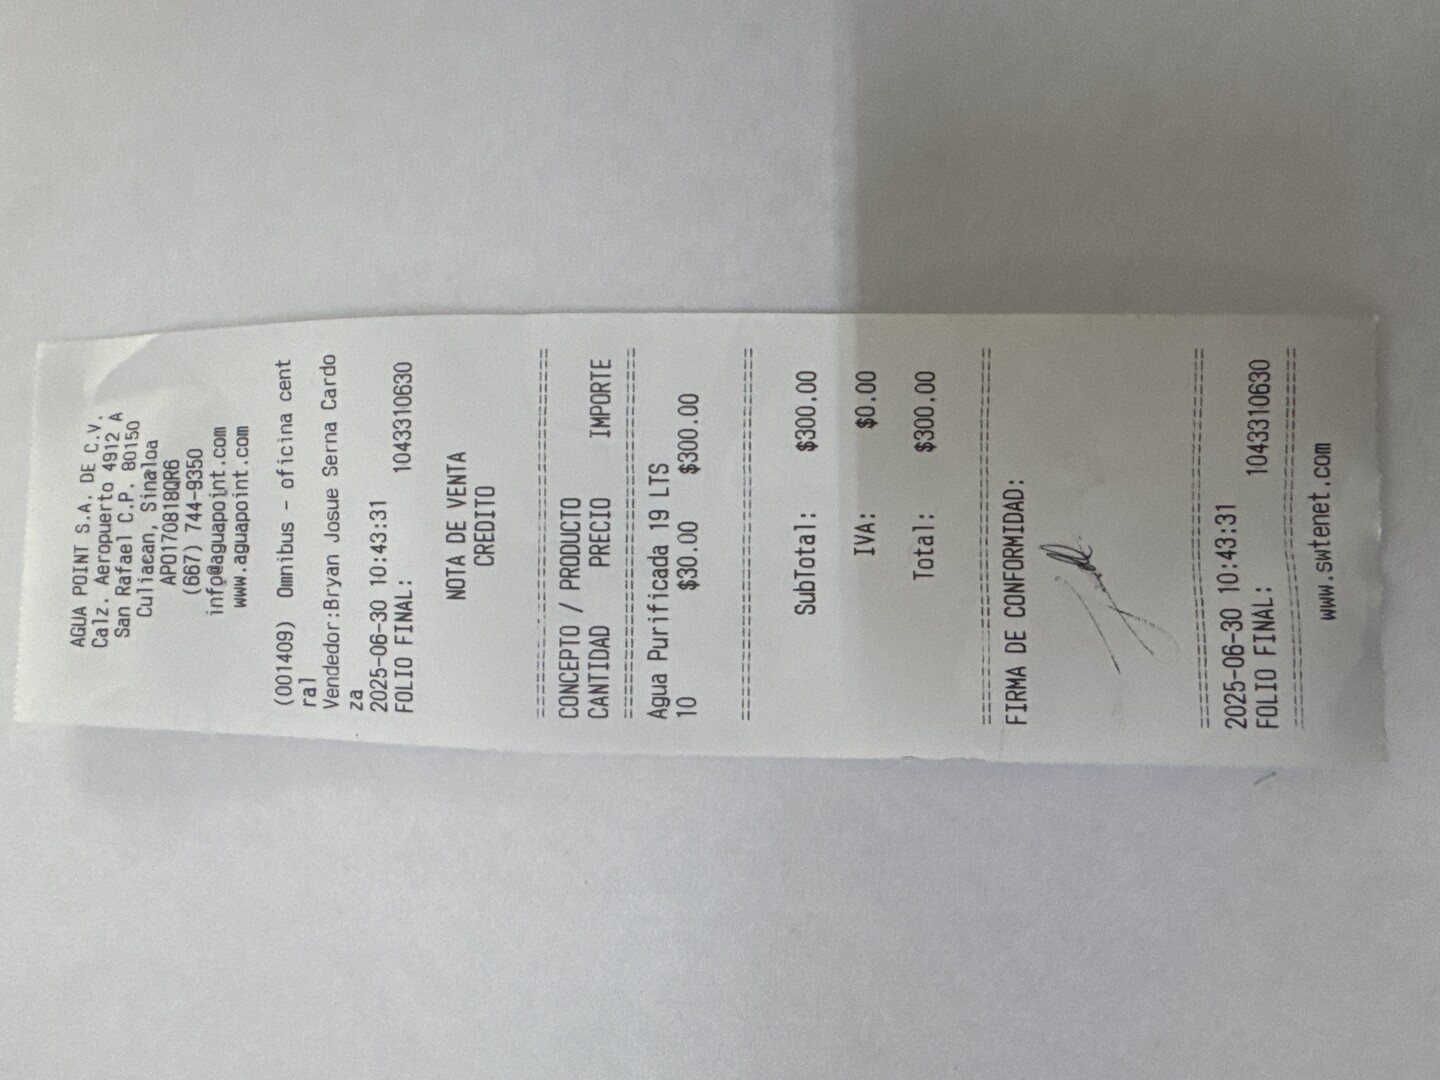 AGUA POINT S.A. DE C.V.
Calz. Aeropuerto 4912 A
San Rafael C.P. 80150
Culiacan, Sinaloa
APO170818QR6
(667) 744-9350
info@aguapoint.com
www.aguapoint.com
(001409) Omnibus - oficina cent
ral
Vendedor:Bryan Josue Serna Cardo
za
2025-06-30 10:43:31
FOLIO FINAL: 1043310630
NOTA DE VENTA
CREDITO
================================
CONCEPTO / PRODUCTO
CANTIDAD PRECIO IMPORTE
================================
Agua Purificada 19 LTS
10 $30.00 $300.00
================================
SubTotal: $300.00
IVA: $0.00
Total: $300.00
================================
FIRMA DE CONFORMIDAD:
================================
2025-06-30 10:43:31
FOLIO FINAL: 1043310630
================================
www.swtenet.com